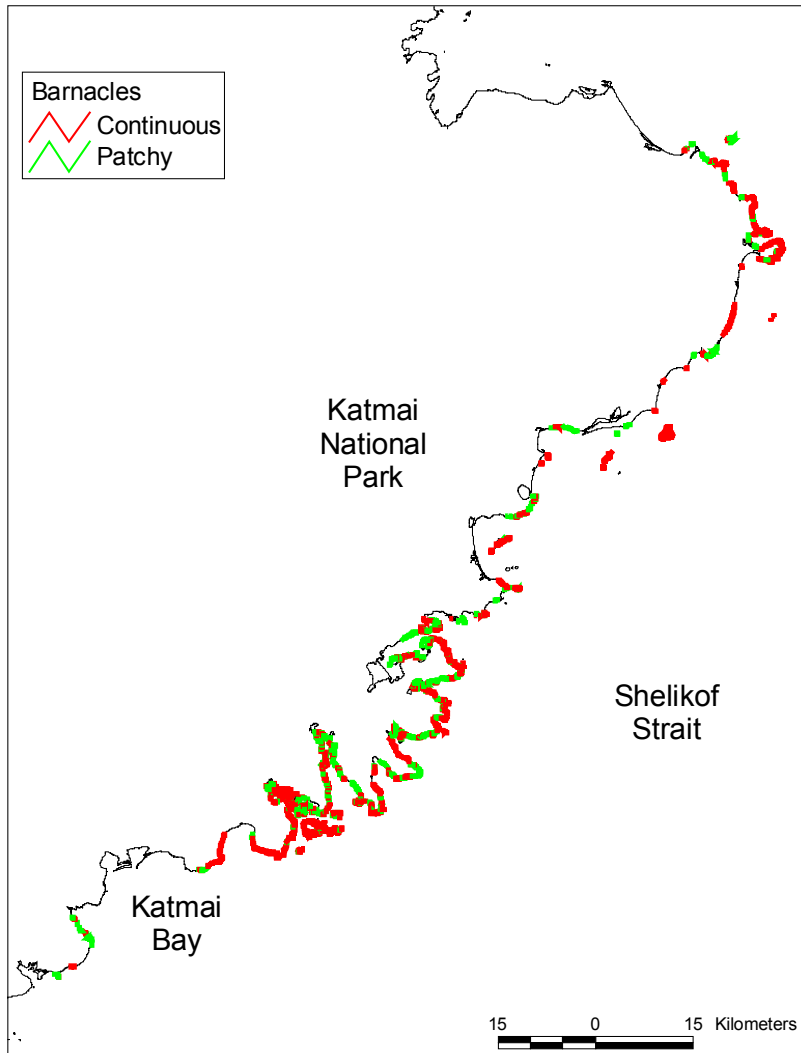 Barnacles
Continuous
Patchy
Katmai
National
Park
Shelikof
Strait
Katmai
Bay
15 0 15 Kilometers